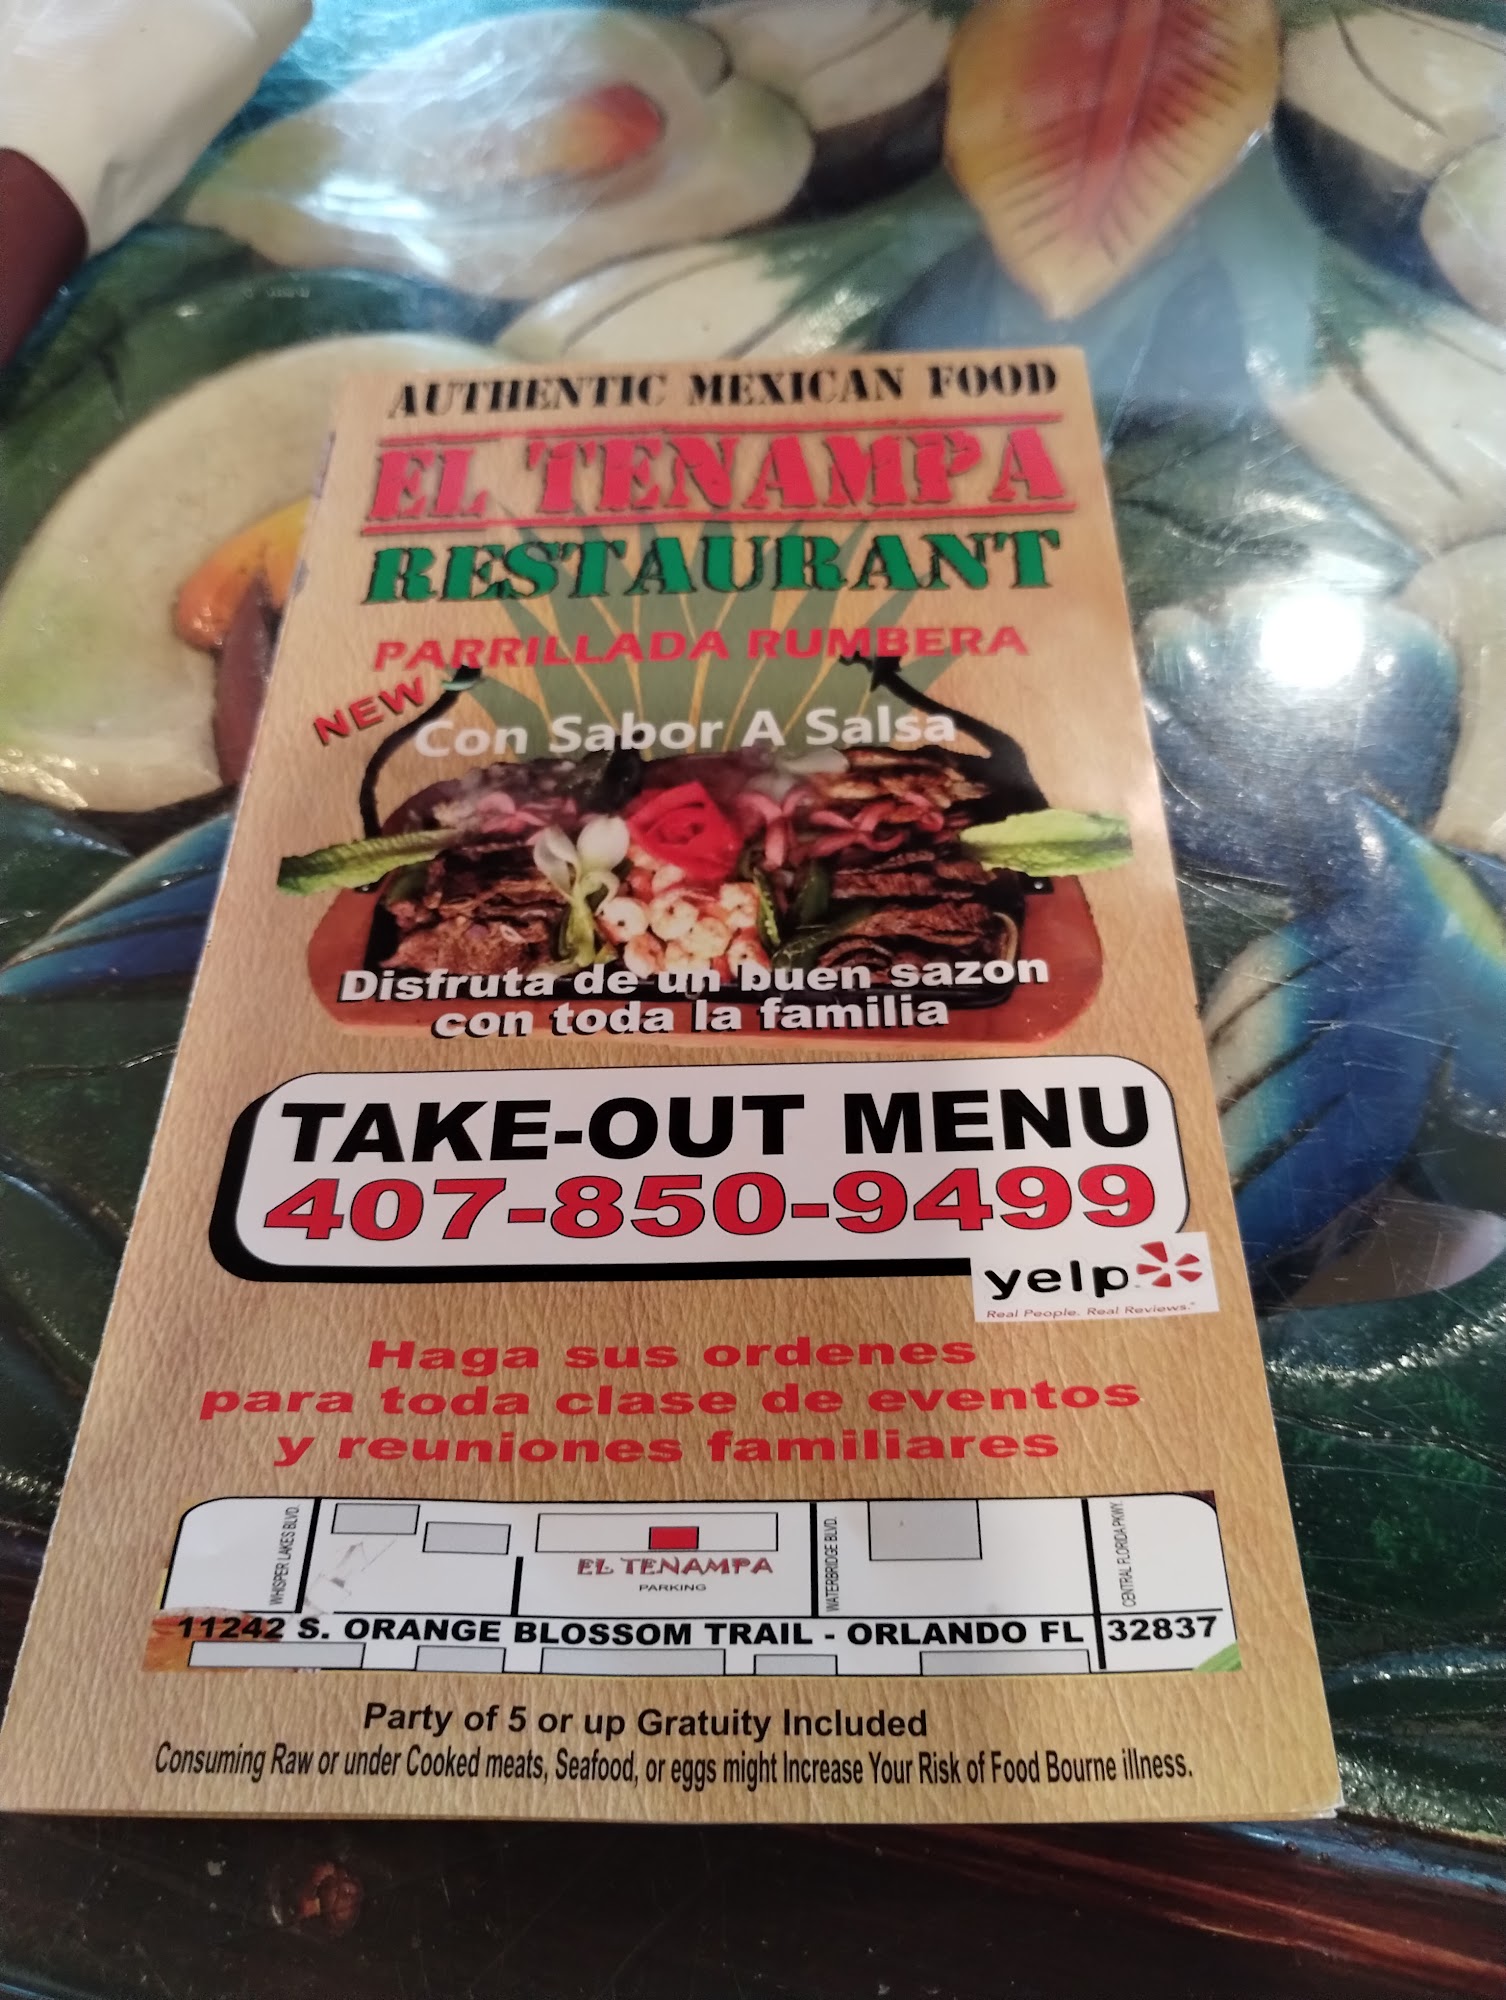 AUTHENTIC MEXICAN FOOD
EL TENAMPA
RESTAURANT
PARRILLADA RUMBERA
NEW
Con Sabor A Salsa
Disfruta de un buen sazon
con toda la familia
TAKE-OUT MENU
407-850-9499
yelp
Real People. Real Reviews.®
Haga sus ordenes
para toda clase de eventos
y reuniones familiares
WHISPER LAKES BLVD.
EL TENAMPA
PARKING
WATERBRIDGE BLVD.
CENTRAL FLORIDA PKWY.
11242 S. ORANGE BLOSSOM TRAIL - ORLANDO FL 32837
Party of 5 or up Gratuity Included
Consuming Raw or under Cooked meats, Seafood, or eggs might Increase Your Risk of Food Bourne illness.